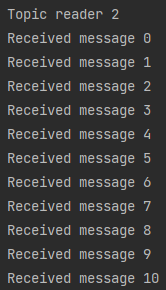 Topic reader 2
Received message 0
Received message 1
Received message 2
Received message 3
Received message 4
Received message 5
Received message 6
Received message 7
Received message 8
Received message 9
Received message 10